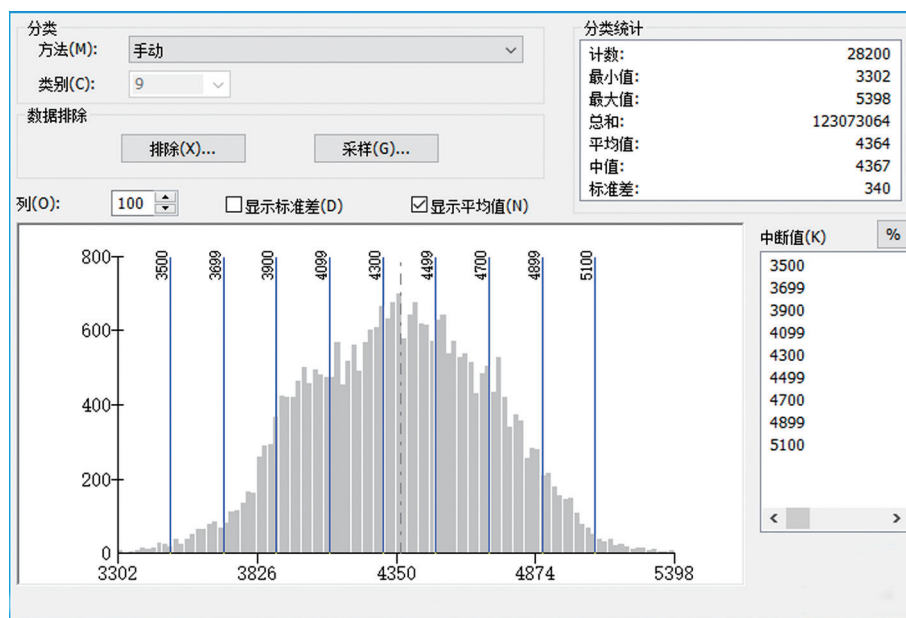 分类
方法(M): 手动
类别(C): 9
数据排除
排除(X)... 采样(G)...
列(O): 100 显示标准差(D) 显示平均值(N)
分类统计
计数: 28200
最小值: 3302
最大值: 5398
总和: 123073064
平均值: 4364
中值: 4367
标准差: 340
3500 3699 3900 4099 4300 4499 4700 4899 5100
800
600
400
200
0
3302 3826 4350 4874 5398
中断值(K) %
3500
3699
3900
4099
4300
4499
4700
4899
5100